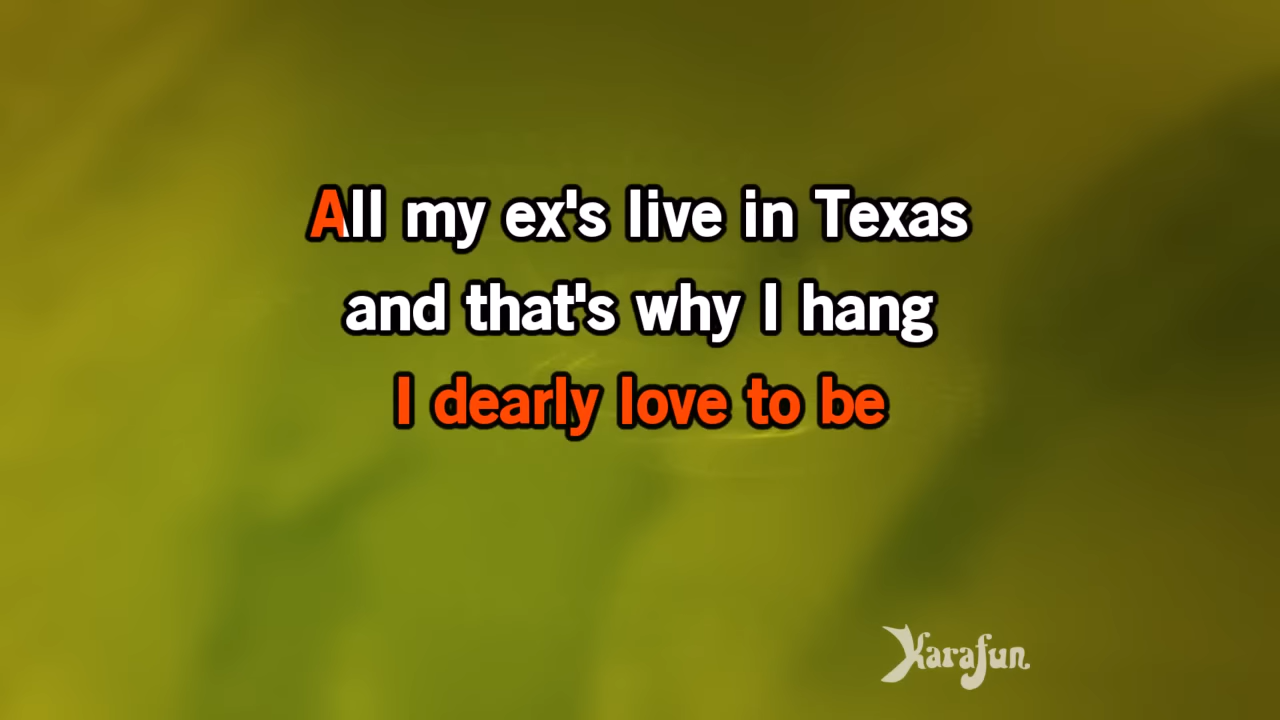 All my ex's live in Texas
and that's why I hang
I dearly love to be
Karafun